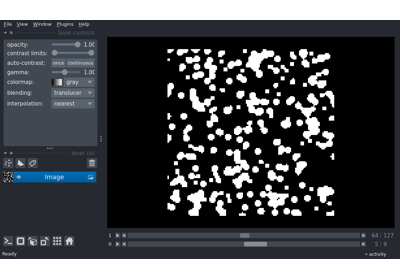 File View Window Plugins Help
layer controls
opacity: 1.00
contrast limits:
auto-contrast: once continuous
gamma: 1.00
colormap: gray
blending: translucer
interpolation: nearest
layer list
Image
1 64 127
0 5 9
Ready activity